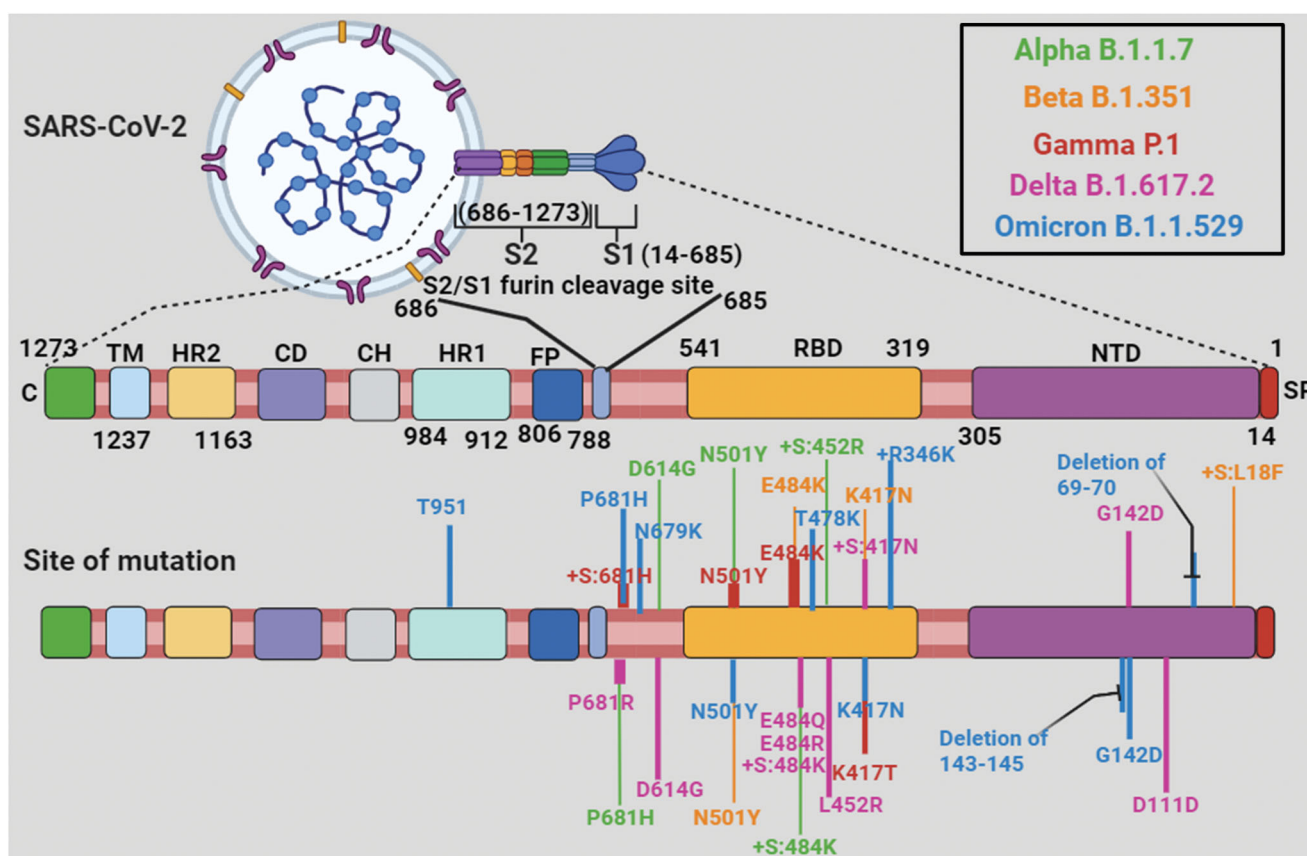 SARS-CoV-2
Alpha B.1.1.7
Beta B.1.351
Gamma P.1
Delta B.1.617.2
Omicron B.1.1.529
(686-1273)
S2
S1 (14-685)
S2/S1 furin cleavage site
686
685
1273
TM
HR2
CD
CH
HR1
FP
541
RBD
319
NTD
1
C
SP
1237
1163
984
912
806
788
305
14
N501Y
+S:452R
+R346K
D614G
Deletion of
69-70
+S:L18F
P681H
E484K
K417N
T951
N679K
T478K
G142D
+S:417N
E484K
Site of mutation
+S:681H
N501Y
P681R
N501Y
E484Q
K417N
E484R
Deletion of
143-145
G142D
+S:484K
K417T
D614G
L452R
D111D
P681H
N501Y
+S:484K